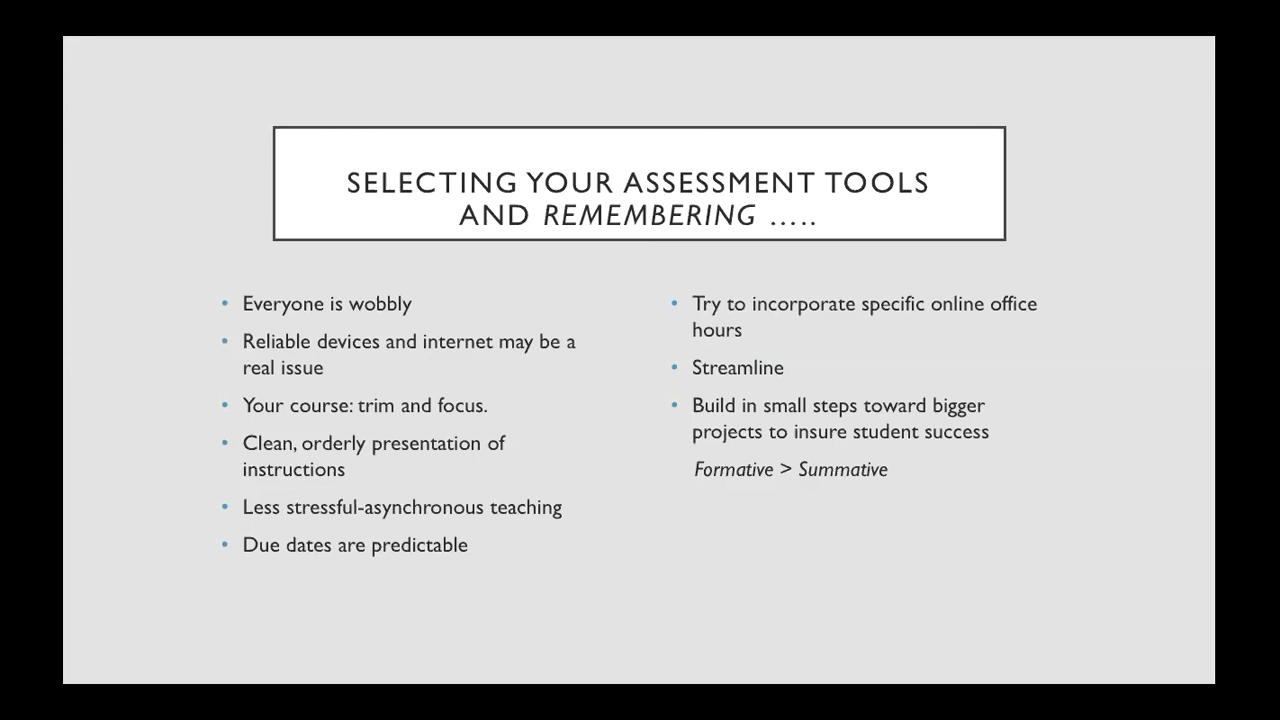 SELECTING YOUR ASSESSMENT TOOLS
AND REMEMBERING .....
• Everyone is wobbly
• Reliable devices and internet may be a
real issue
• Your course: trim and focus.
• Clean, orderly presentation of
instructions
• Less stressful-asynchronous teaching
• Due dates are predictable
• Try to incorporate specific online office
hours
• Streamline
• Build in small steps toward bigger
projects to insure student success
Formative > Summative